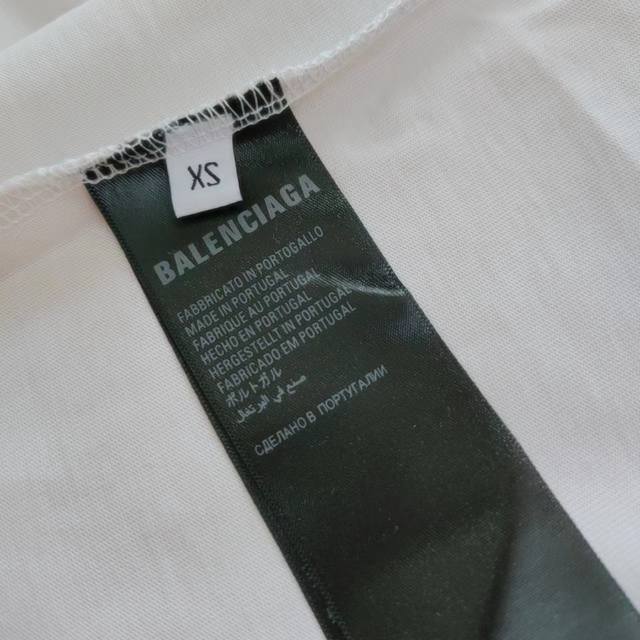 XS
BALENCIAGA
FABBRICATO IN PORTOGALLO
MADE IN PORTUGAL
FABRIQUE AU PORTUGAL
HECHO EN PORTUGAL
HERGESTELLT IN PORTUGAL
FABRICADO EM PORTUGAL
ポルトガル
صنع في البرتغال
СДЕЛАНО В ПОРТУГАЛИИ